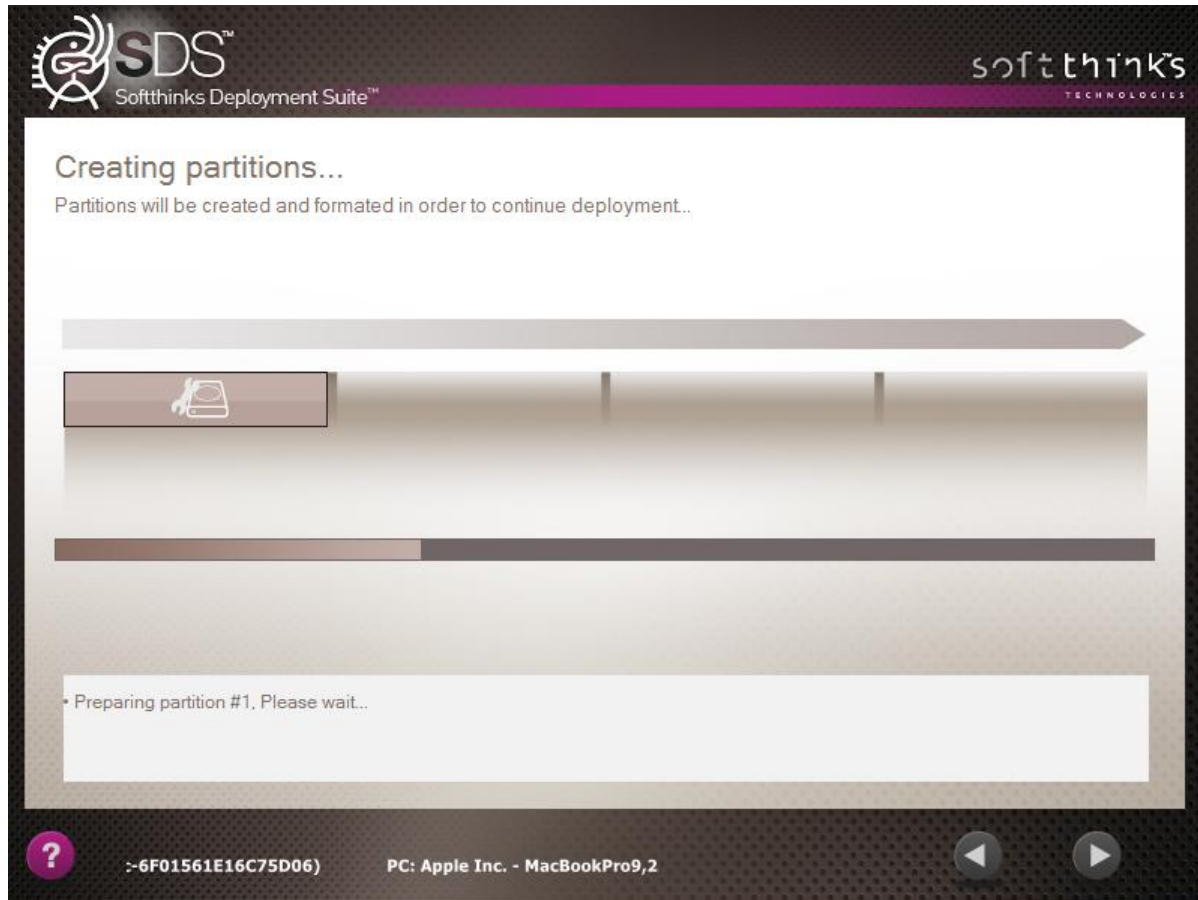 SDS™
Softthinks Deployment Suite™
softthinks™
TECHNOLOGIES
Creating partitions...
Partitions will be created and formated in order to continue deployment...
• Preparing partition #1, Please wait...
?
:-6F01561E16C75D06) PC: Apple Inc. - MacBookPro9,2